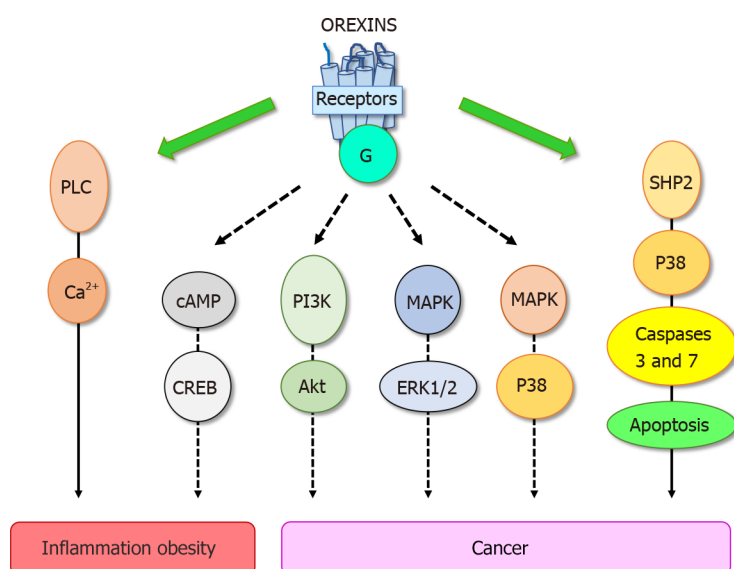 OREXINS
Receptors
G
PLC
Ca²⁺
cAMP
CREB
PI3K
Akt
MAPK
ERK1/2
MAPK
P38
SHP2
P38
Caspases
3 and 7
Apoptosis
Inflammation obesity
Cancer